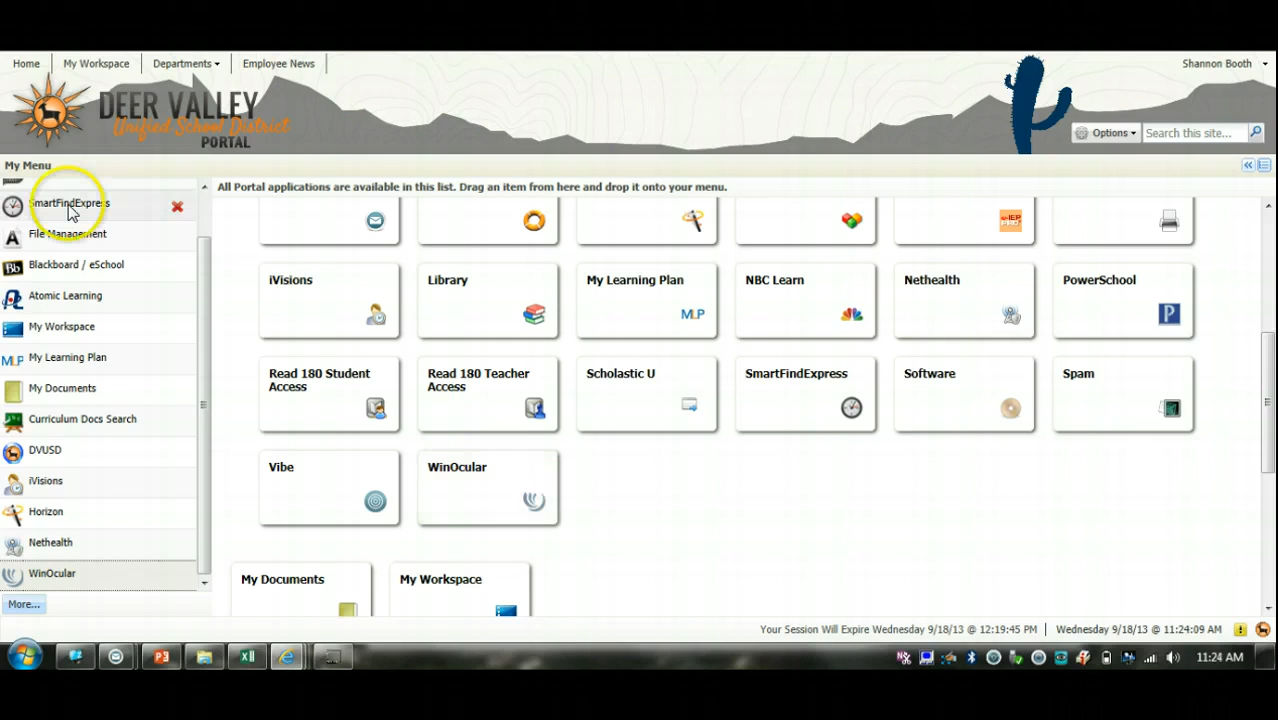 Home
My Workspace
Departments
Employee News
Shannon Booth
DEER VALLEY
Unified School District
PORTAL
Options
Search this site...
My Menu
All Portal applications are available in this list. Drag an item from here and drop it onto your menu.
SmartFindExpress
File Management
Blackboard / eSchool
Atomic Learning
My Workspace
My Learning Plan
My Documents
Curriculum Docs Search
DVUSD
iVisions
Horizon
Nethealth
WinOcular
More...
IEP
PRO
iVisions
Library
My Learning Plan
MLP
NBC Learn
Nethealth
PowerSchool
P
Read 180 Student
Access
Read 180 Teacher
Access
Scholastic U
SmartFindExpress
Software
Spam
Vibe
WinOcular
My Documents
My Workspace
A
Bb
MLP
Your Session Will Expire Wednesday 9/18/13 @ 12:19:45 PM
Wednesday 9/18/13 @ 11:24:09 AM
11:24 AM